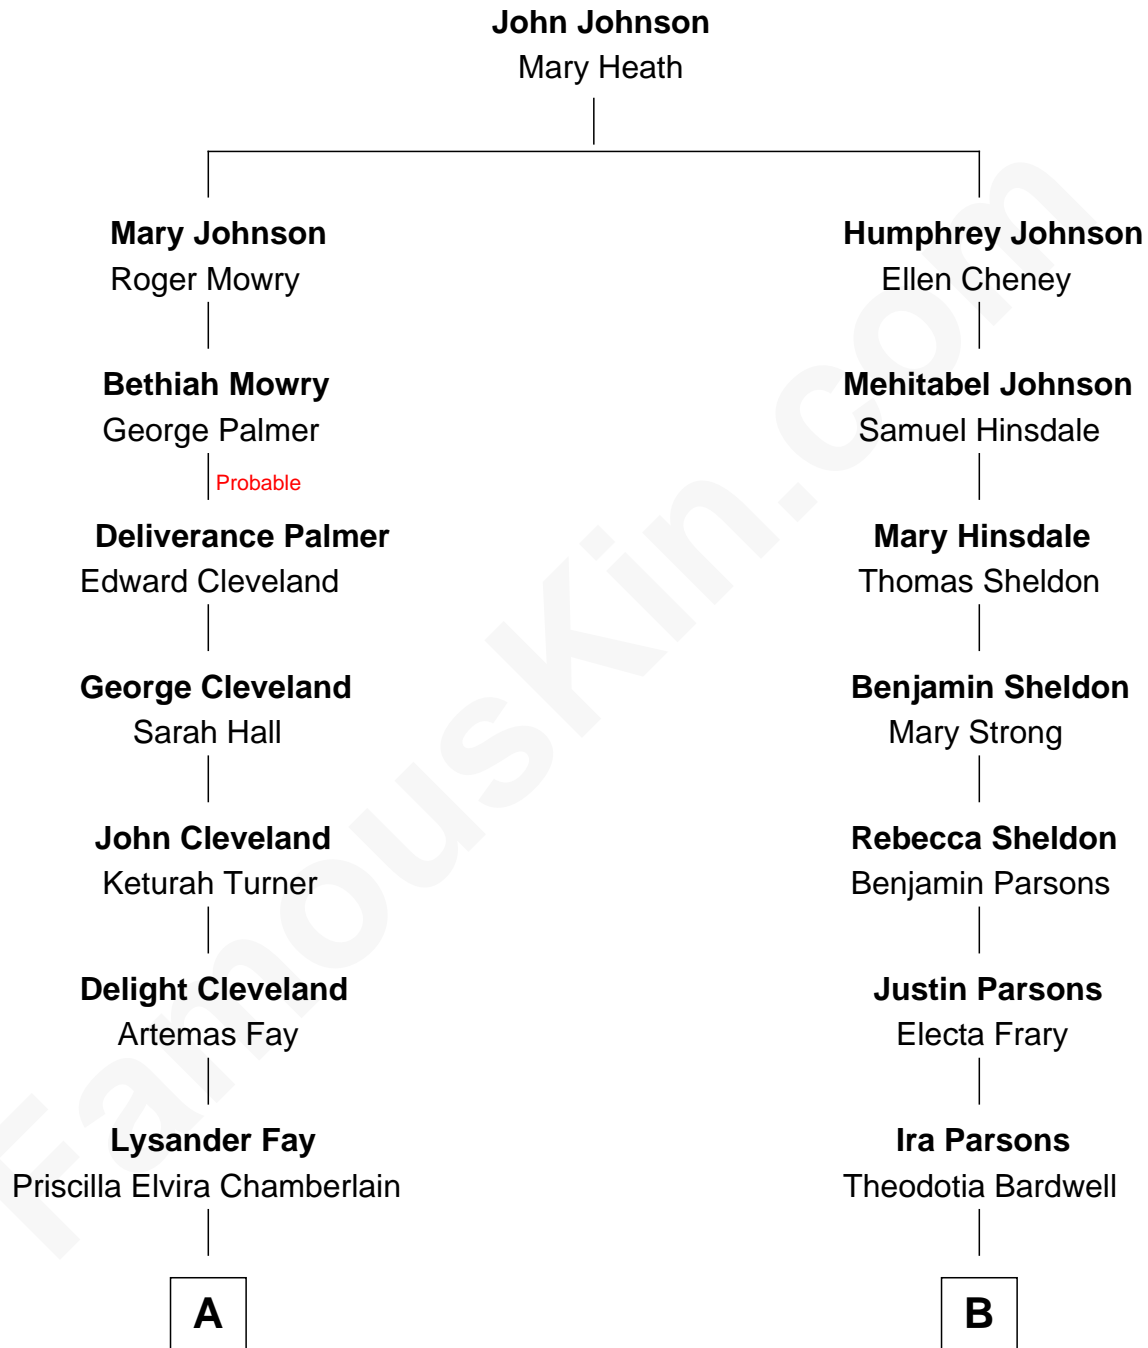 John Johnson
Mary Heath
Mary Johnson
Roger Mowry
Humphrey Johnson
Ellen Cheney
Bethiah Mowry
George Palmer
Mehitabel Johnson
Samuel Hinsdale
Probable
Deliverance Palmer
Edward Cleveland
Mary Hinsdale
Thomas Sheldon
George Cleveland
Sarah Hall
Benjamin Sheldon
Mary Strong
John Cleveland
Keturah Turner
Rebecca Sheldon
Benjamin Parsons
Delight Cleveland
Artemas Fay
Justin Parsons
Electa Frary
Lysander Fay
Priscilla Elvira Chamberlain
Ira Parsons
Theodotia Bardwell
A
B
FamousKin.com